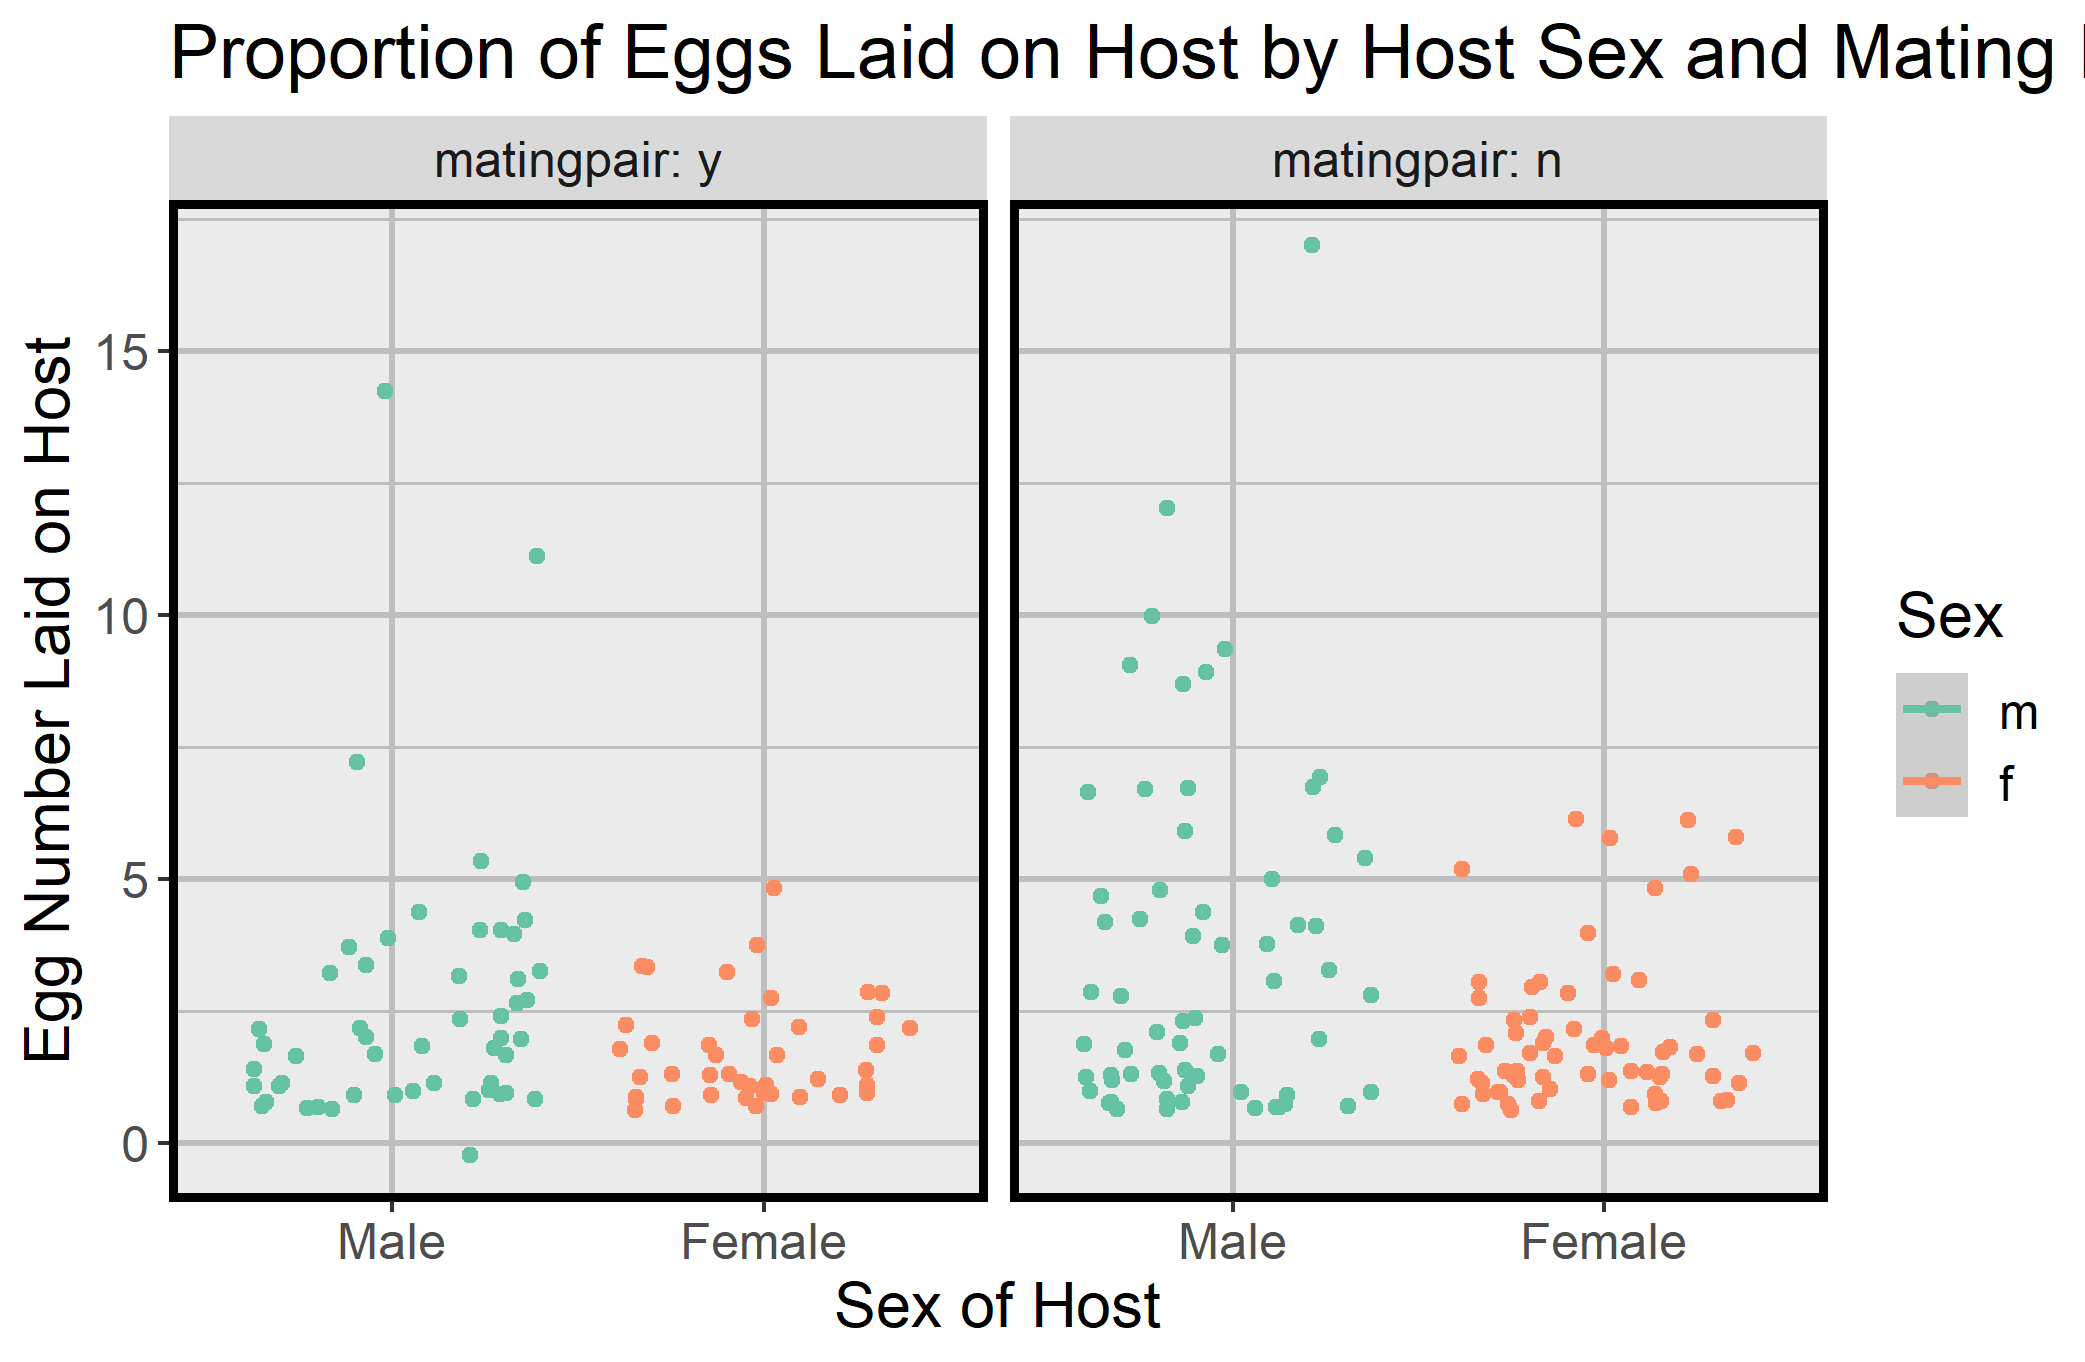 Proportion of Eggs Laid on Host by Host Sex and Mating
matingpair: y
matingpair: n
Egg Number Laid on Host
15
10
5
0
Male
Female
Male
Female
Sex of Host
Sex
m
f